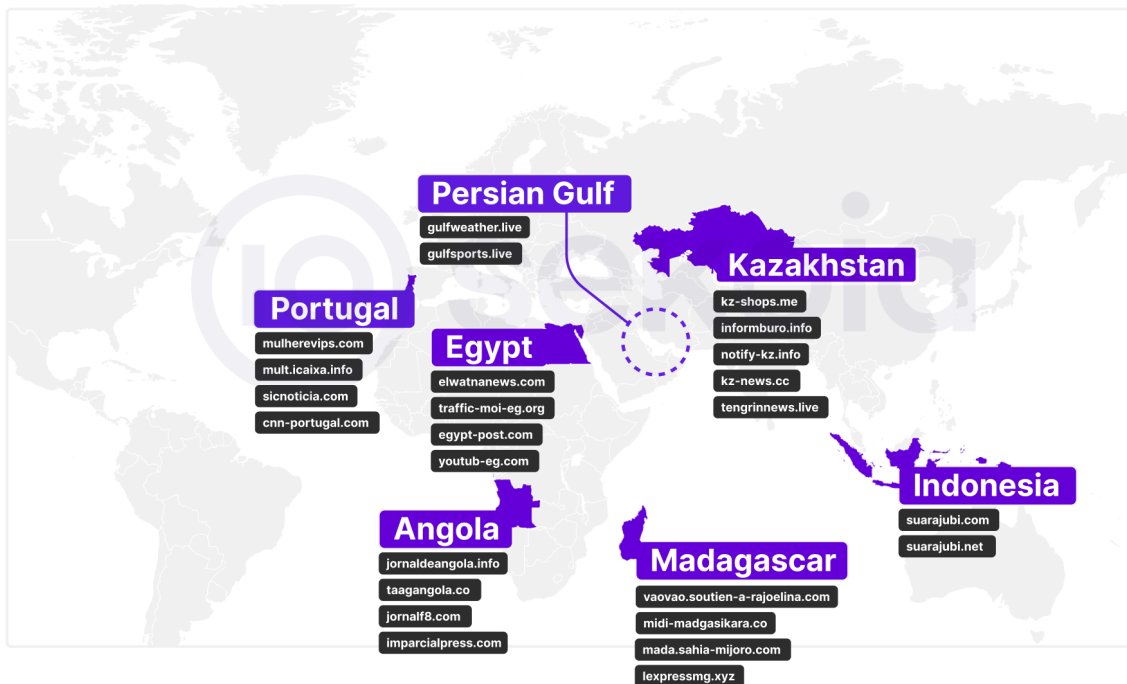 Persian Gulf
gulfweather.live
gulfsports.live
Kazakhstan
kz-shops.me
informburo.info
notify-kz.info
kz-news.cc
tengrinnews.live
Portugal
mulherevips.com
mult.icaixa.info
sicnoticia.com
cnn-portugal.com
Egypt
elwatnanews.com
traffic-moi-eg.org
egypt-post.com
youtub-eg.com
Indonesia
suarajubi.com
suarajubi.net
Angola
jornaldeangola.info
taagangola.co
jornalf8.com
imparcialpress.com
Madagascar
vaovao.soutien-a-rajoelina.com
midi-madgasikara.co
mada.sahia-mijoro.com
lexpressmg.xyz
sekoia